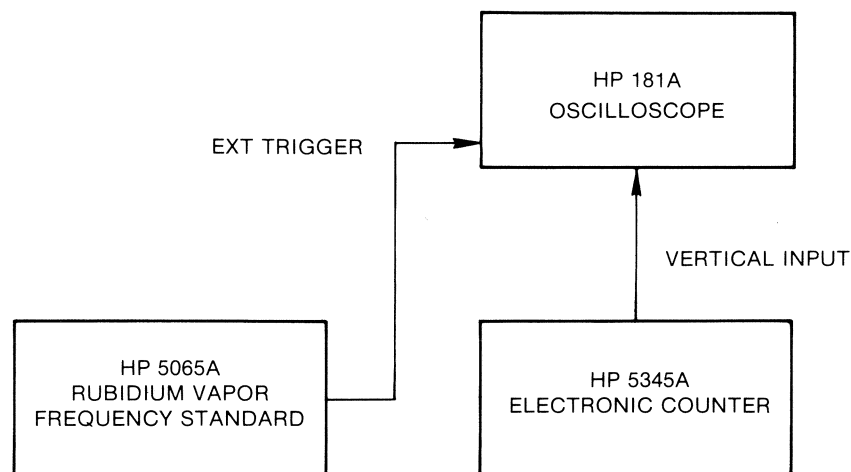 HP 181A
OSCILLOSCOPE
EXT TRIGGER
VERTICAL INPUT
HP 5065A
RUBIDIUM VAPOR
FREQUENCY STANDARD
HP 5345A
ELECTRONIC COUNTER